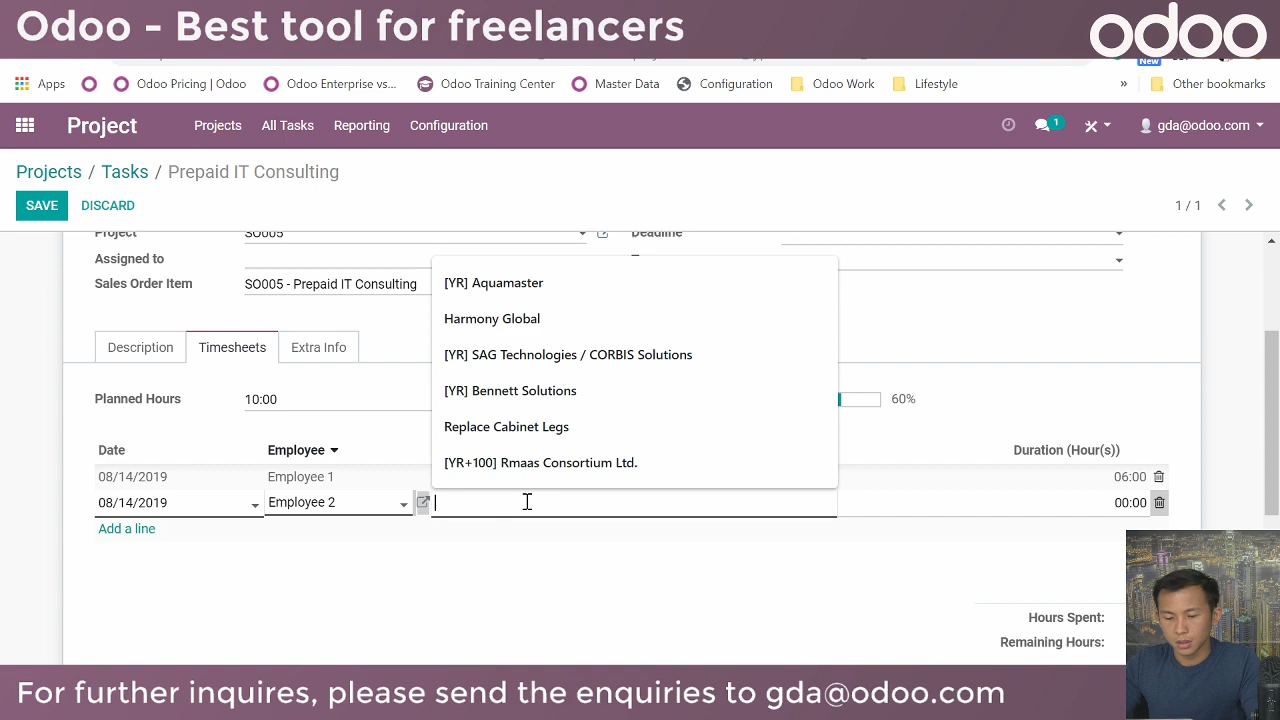 Odoo - Best tool for freelancers
odoo
New
Apps
Odoo Pricing | Odoo
Odoo Enterprise vs...
Odoo Training Center
Master Data
Configuration
Odoo Work
Lifestyle
»
Other bookmarks
Project
Projects
All Tasks
Reporting
Configuration
1
gda@odoo.com
Projects / Tasks / Prepaid IT Consulting
SAVE
DISCARD
1 / 1
Project
SO005
Deadline
Assigned to
Sales Order Item
SO005 - Prepaid IT Consulting
[YR] Aquamaster
Harmony Global
[YR] SAG Technologies / CORBIS Solutions
[YR] Bennett Solutions
Replace Cabinet Legs
[YR+100] Rmaas Consortium Ltd.
Description
Timesheets
Extra Info
Planned Hours
10:00
60%
Date
Employee
Duration (Hour(s))
08/14/2019
Employee 1
06:00
08/14/2019
Employee 2
00:00
Add a line
Hours Spent:
Remaining Hours:
For further inquires, please send the enquiries to gda@odoo.com